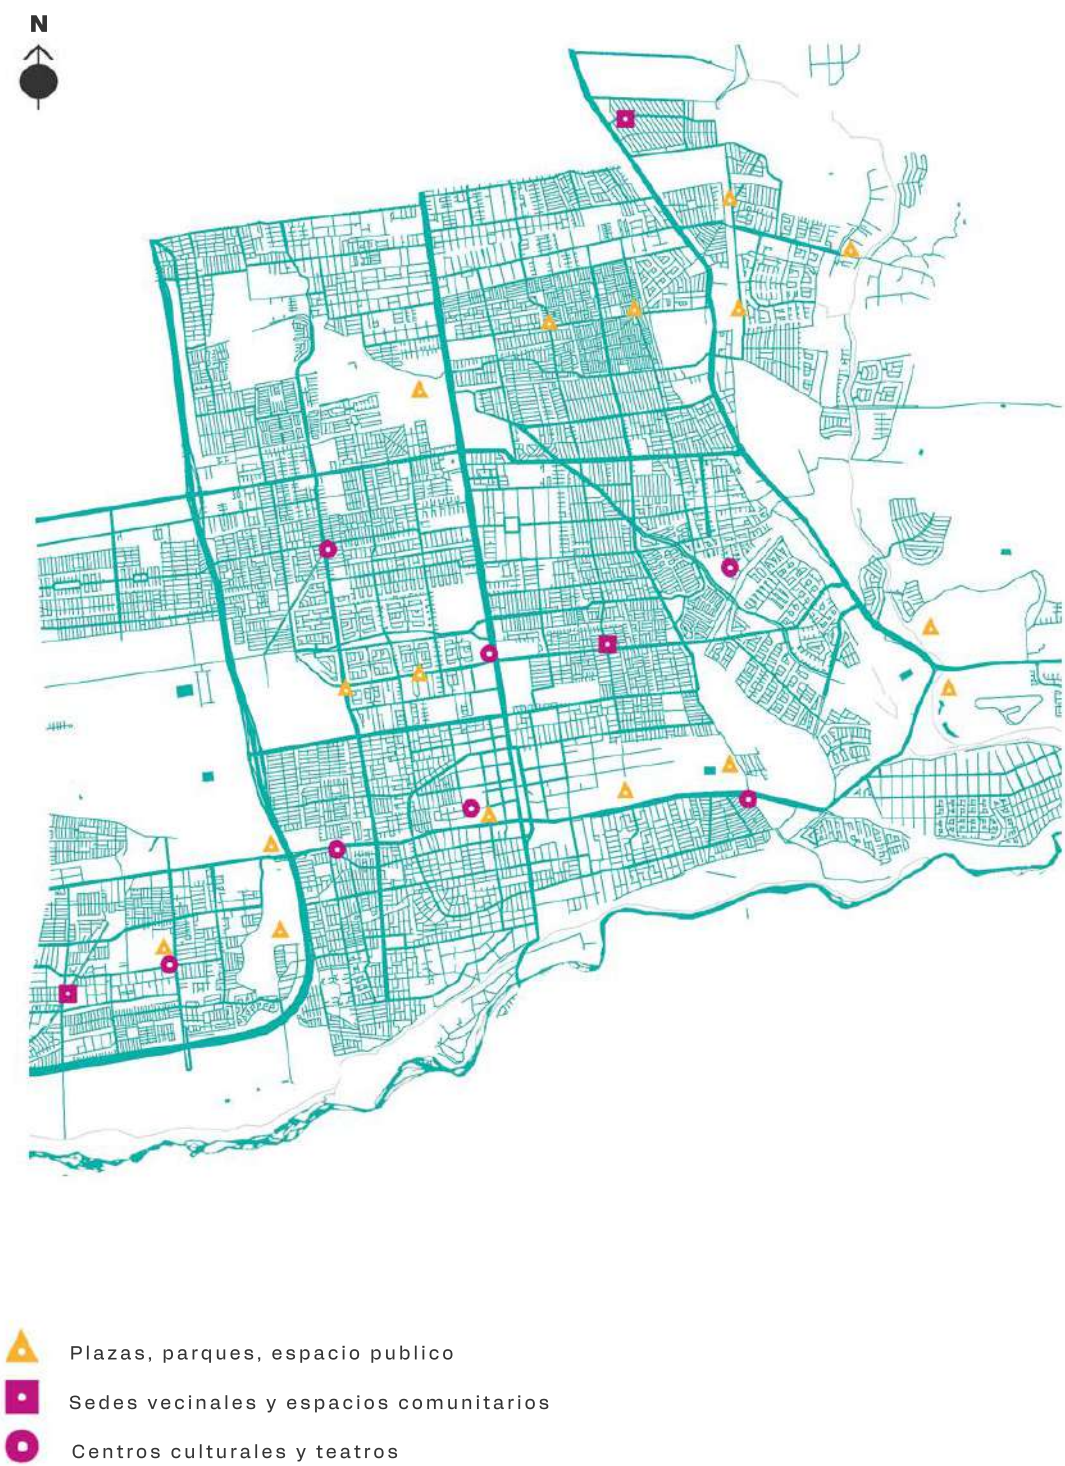 N
Plazas, parques, espacio publico
Sedes vecinales y espacios comunitarios
Centros culturales y teatros